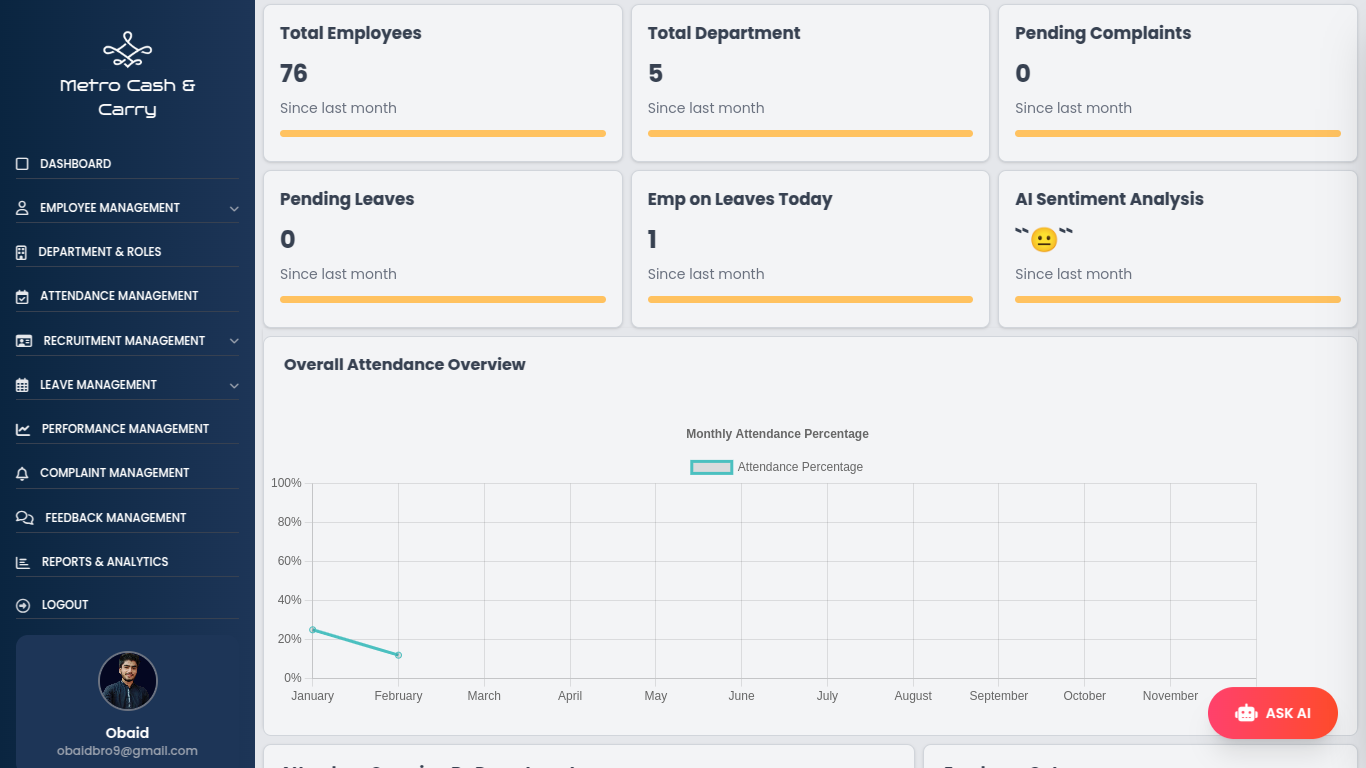 Metro Cash &
Carry
DASHBOARD
EMPLOYEE MANAGEMENT
DEPARTMENT & ROLES
ATTENDANCE MANAGEMENT
RECRUITMENT MANAGEMENT
LEAVE MANAGEMENT
PERFORMANCE MANAGEMENT
COMPLAINT MANAGEMENT
FEEDBACK MANAGEMENT
REPORTS & ANALYTICS
LOGOUT
Obaid
obaidbro9@gmail.com
Total Employees
76
Since last month
Total Department
5
Since last month
Pending Complaints
0
Since last month
Pending Leaves
0
Since last month
Emp on Leaves Today
1
Since last month
AI Sentiment Analysis
``😐``
Since last month
Overall Attendance Overview
Monthly Attendance Percentage
Attendance Percentage
100%
80%
60%
40%
20%
0%
January February March April May June July August September October November
ASK AI